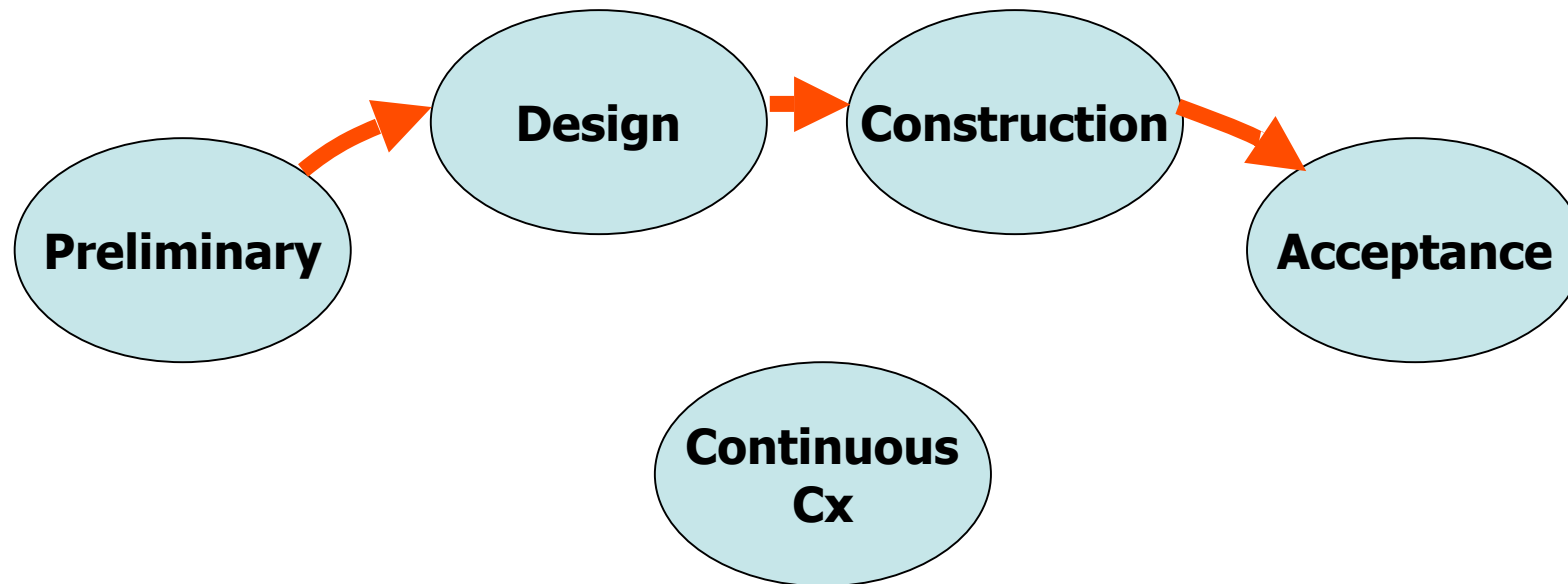 Preliminary
Design
Construction
Acceptance
Continuous
Cx